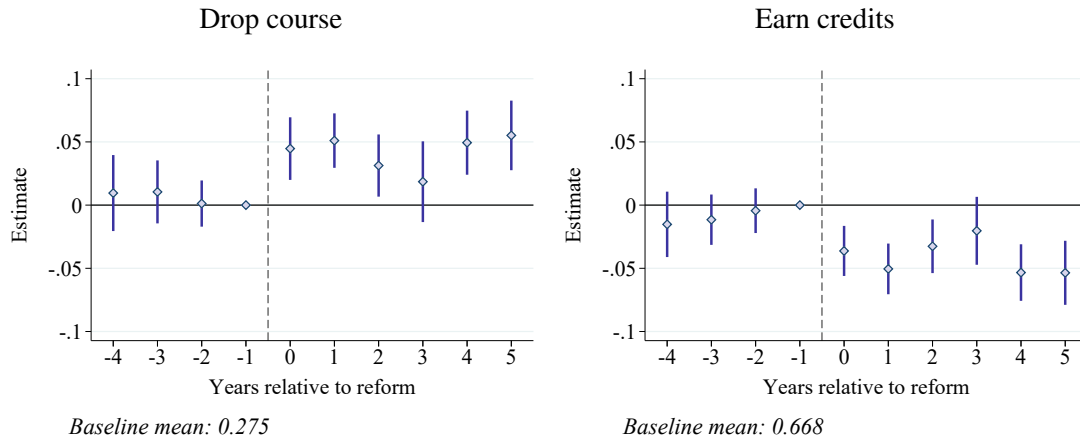 Drop course
Estimate
.1
.05
0
-.05
-.1
-4 -3 -2 -1 0 1 2 3 4 5
Years relative to reform
Baseline mean: 0.275
Earn credits
Estimate
.1
.05
0
-.05
-.1
-4 -3 -2 -1 0 1 2 3 4 5
Years relative to reform
Baseline mean: 0.668